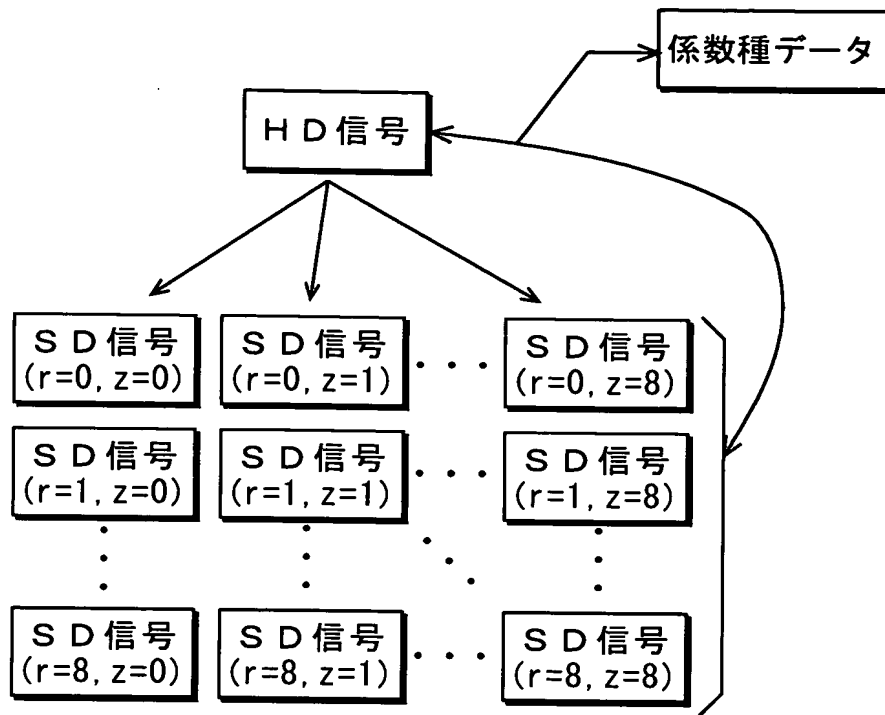 係数種データ
ＨＤ信号
ＳＤ信号
(r=0, z=0)
ＳＤ信号
(r=0, z=1)
・・・
ＳＤ信号
(r=0, z=8)
ＳＤ信号
(r=1, z=0)
ＳＤ信号
(r=1, z=1)
・・・
ＳＤ信号
(r=1, z=8)
ＳＤ信号
(r=8, z=0)
ＳＤ信号
(r=8, z=1)
・・・
ＳＤ信号
(r=8, z=8)